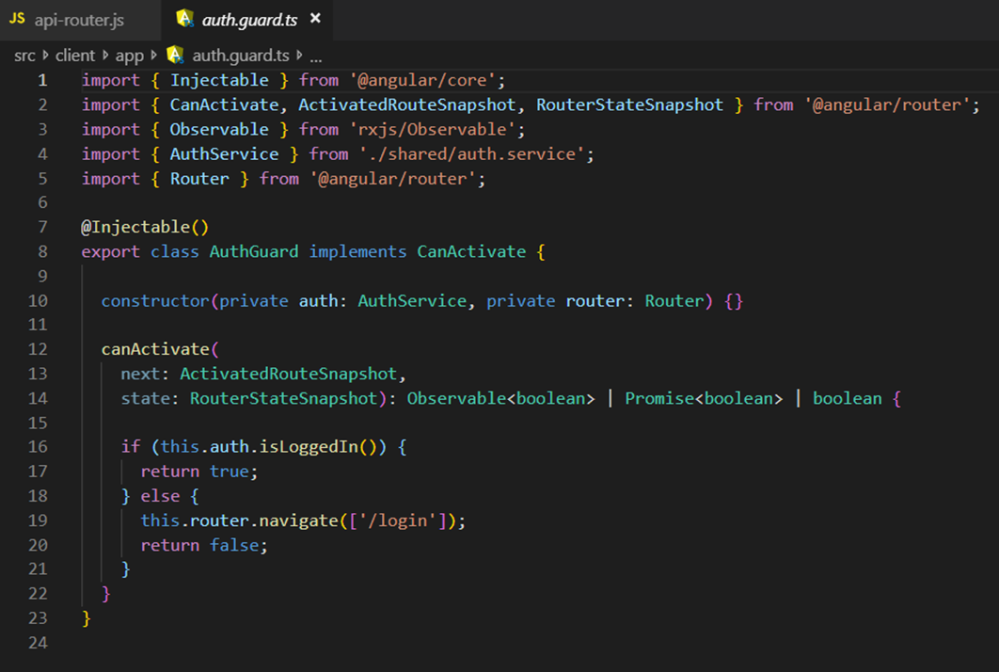 JS api-router.js
auth.guard.ts ×
src › client › app › auth.guard.ts › ...
1 import { Injectable } from '@angular/core';
2 import { CanActivate, ActivatedRouteSnapshot, RouterStateSnapshot } from '@angular/router';
3 import { Observable } from 'rxjs/Observable';
4 import { AuthService } from './shared/auth.service';
5 import { Router } from '@angular/router';
6
7 @Injectable()
8 export class AuthGuard implements CanActivate {
9
10   constructor(private auth: AuthService, private router: Router) {}
11
12   canActivate(
13     next: ActivatedRouteSnapshot,
14     state: RouterStateSnapshot): Observable<boolean> | Promise<boolean> | boolean {
15
16     if (this.auth.isLoggedIn()) {
17       return true;
18     } else {
19       this.router.navigate(['/login']);
20       return false;
21     }
22   }
23 }
24